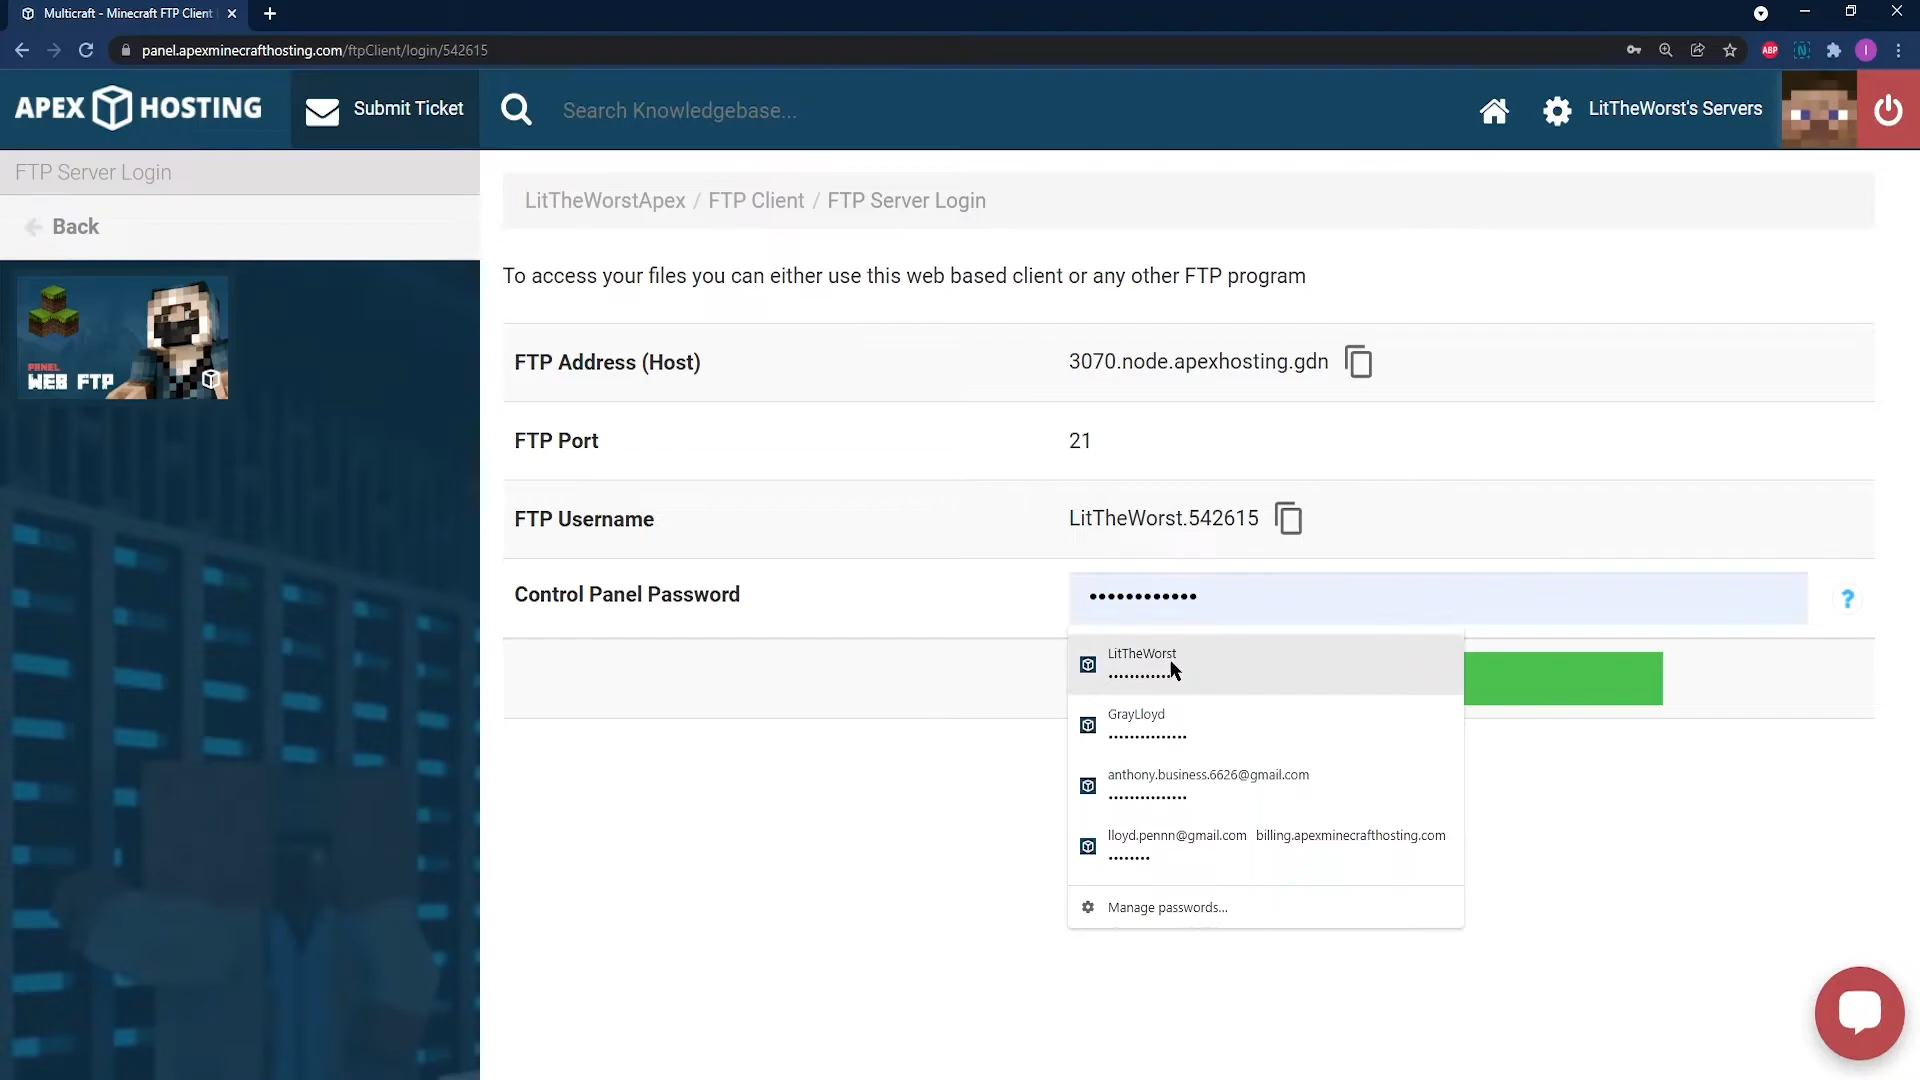 Multicraft - Minecraft FTP Client
panel.apexminecrafthosting.com/ftpClient/login/542615
ABP
N
I
APEX HOSTING
Submit Ticket
Search Knowledgebase...
LitTheWorst's Servers
FTP Server Login
Back
PANEL
WEB FTP
LitTheWorstApex / FTP Client / FTP Server Login
To access your files you can either use this web based client or any other FTP program
FTP Address (Host)
3070.node.apexhosting.gdn
FTP Port
21
FTP Username
LitTheWorst.542615
Control Panel Password
••••••••••••
?
LitTheWorst
GrayLloyd
anthony.business.6626@gmail.com
lloyd.pennn@gmail.com billing.apexminecrafthosting.com
Manage passwords...